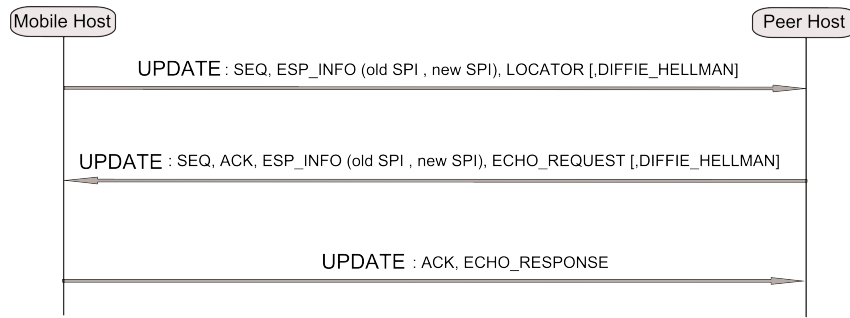 Mobile Host
Peer Host
UPDATE : SEQ, ESP_INFO (old SPI , new SPI), LOCATOR [,DIFFIE_HELLMAN]
UPDATE : SEQ, ACK, ESP_INFO (old SPI , new SPI), ECHO_REQUEST [,DIFFIE_HELLMAN]
UPDATE : ACK, ECHO_RESPONSE